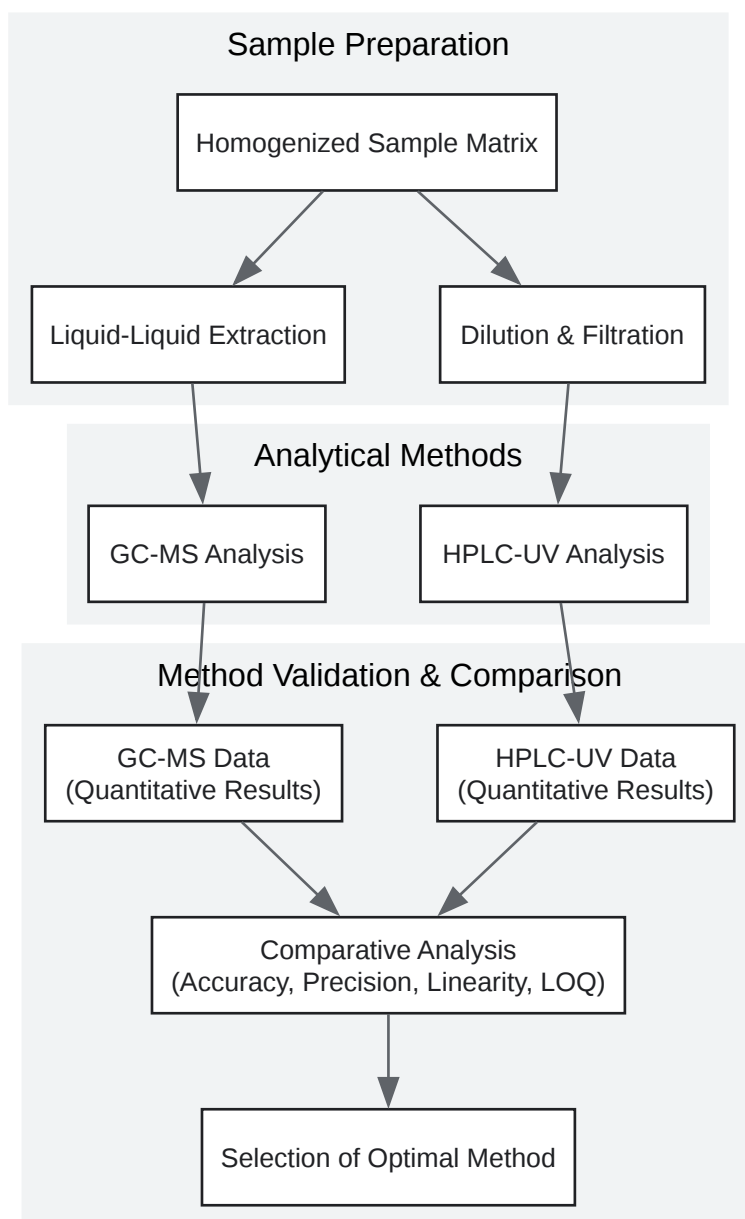 Sample Preparation
Homogenized Sample Matrix
Liquid-Liquid Extraction
Dilution & Filtration
Analytical Methods
GC-MS Analysis
HPLC-UV Analysis
Method Validation & Comparison
GC-MS Data
(Quantitative Results)
HPLC-UV Data
(Quantitative Results)
Comparative Analysis
(Accuracy, Precision, Linearity, LOQ)
Selection of Optimal Method